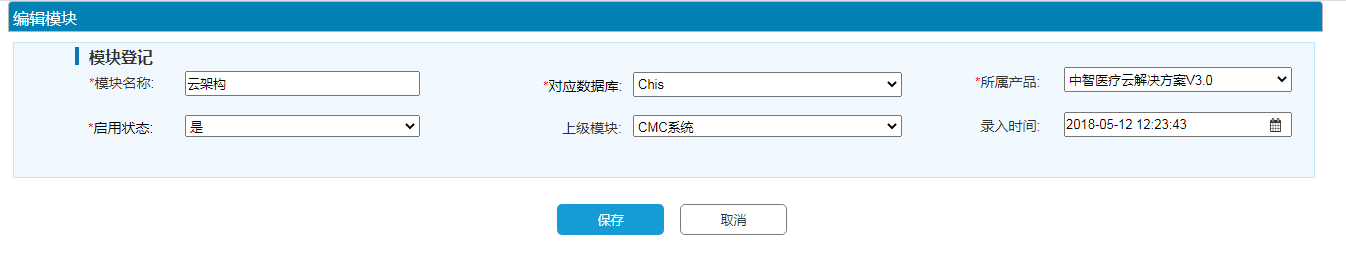 编辑模块
模块登记
*模块名称: 云架构 *对应数据库: Chis *所属产品: 中智医疗云解决方案V3.0
*启用状态: 是 上级模块: CMC系统 录入时间: 2018-05-12 12:23:43
保存 取消